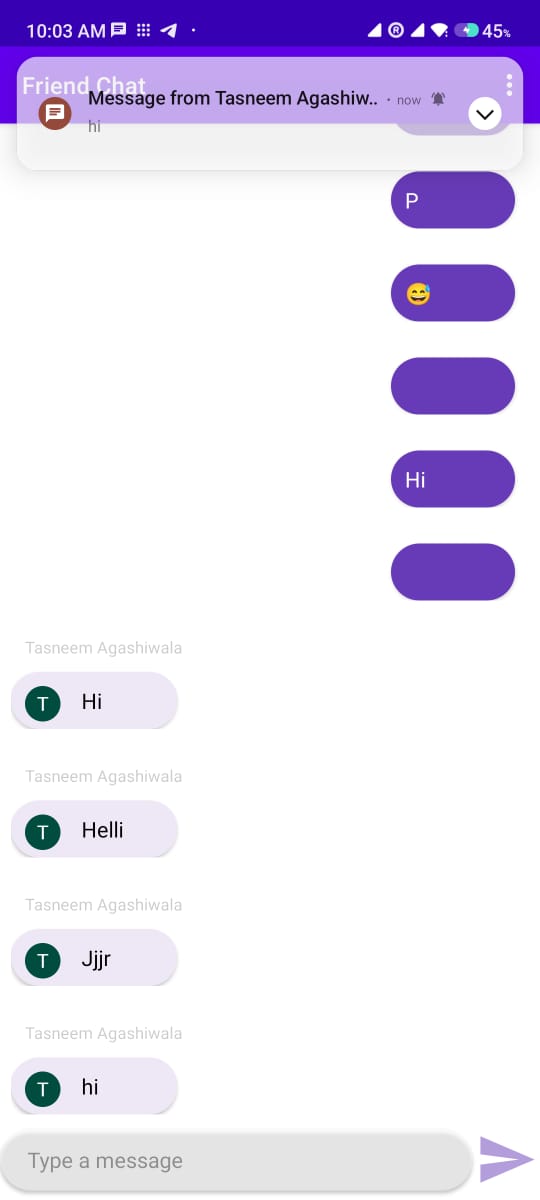 10:03 AM 45%
Friend Chat
Message from Tasneem Agashiw.. · now
hi
P
😅
Hi
Tasneem Agashiwala
T Hi
Tasneem Agashiwala
T Helli
Tasneem Agashiwala
T Jjjr
Tasneem Agashiwala
T hi
Type a message